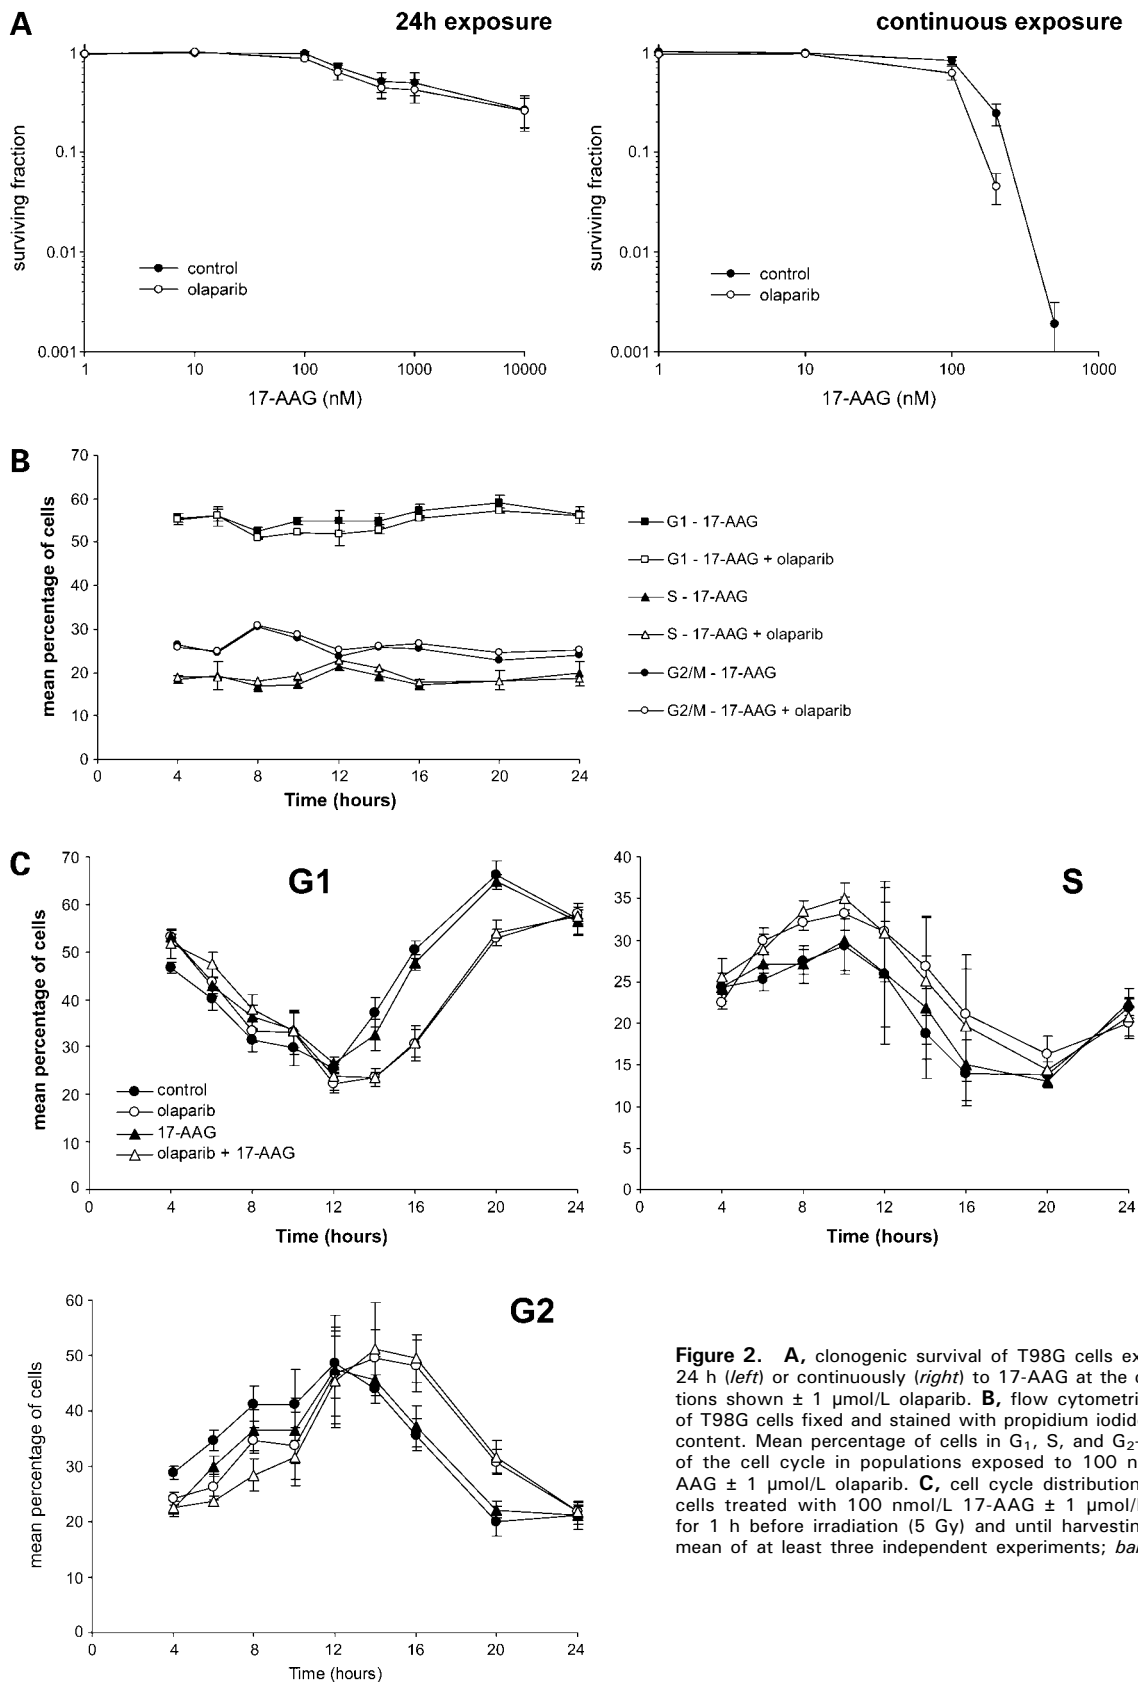 A
24h exposure
continuous exposure
surviving fraction
1
0.1
0.01
0.001
control
olaparib
1
10
100
1000
10000
17-AAG (nM)
surviving fraction
1
0.1
0.01
0.001
control
olaparib
1
10
100
1000
17-AAG (nM)
B
mean percentage of cells
70
60
50
40
30
20
10
0
0
4
8
12
16
20
24
Time (hours)
G1 - 17-AAG
G1 - 17-AAG + olaparib
S - 17-AAG
S - 17-AAG + olaparib
G2/M - 17-AAG
G2/M - 17-AAG + olaparib
C
G1
mean percentage of cells
70
60
50
40
30
20
10
0
control
olaparib
17-AAG
olaparib + 17-AAG
0
4
8
12
16
20
24
Time (hours)
S
40
35
30
25
20
15
10
5
0
0
4
8
12
16
20
24
Time (hours)
G2
mean percentage of cells
60
50
40
30
20
10
0
0
4
8
12
16
20
24
Time (hours)
Figure 2. A, clonogenic survival of T98G cells ex
24 h (left) or continuously (right) to 17-AAG at the c
tions shown ± 1 μmol/L olaparib. B, flow cytometri
of T98G cells fixed and stained with propidium iodid
content. Mean percentage of cells in G1, S, and G2-
of the cell cycle in populations exposed to 100 n
AAG ± 1 μmol/L olaparib. C, cell cycle distribution
cells treated with 100 nmol/L 17-AAG ± 1 μmol/
for 1 h before irradiation (5 Gy) and until harvestin
mean of at least three independent experiments; bar